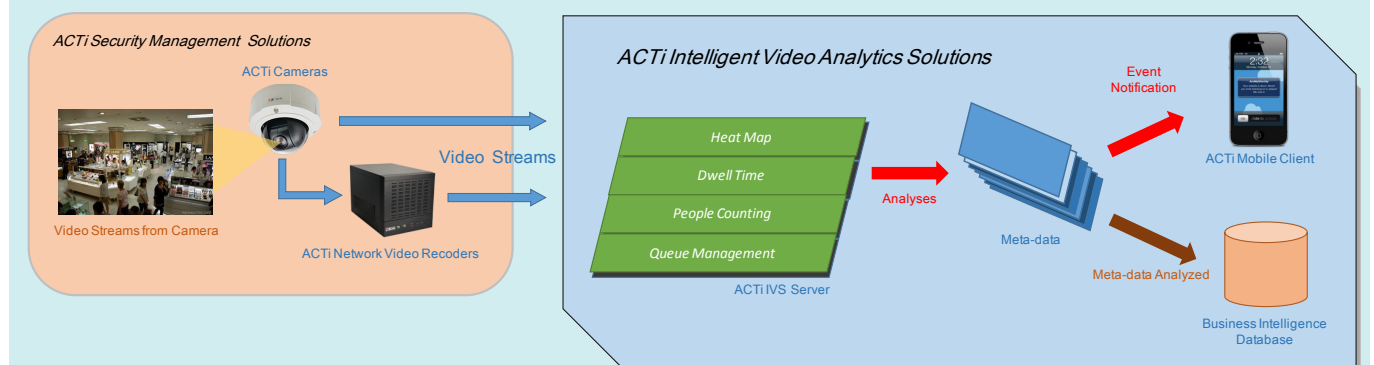 ACTi Security Management Solutions
ACTi Cameras
Video Streams from Camera
ACTi Network Video Recoders
Video Streams
ACTi Intelligent Video Analytics Solutions
Heat Map
Dwell Time
People Counting
Queue Management
ACTi IVS Server
Analyses
Meta-data
Event
Notification
2:32
ACTi Mobile Client
Meta-data Analyzed
Business Intelligence
Database